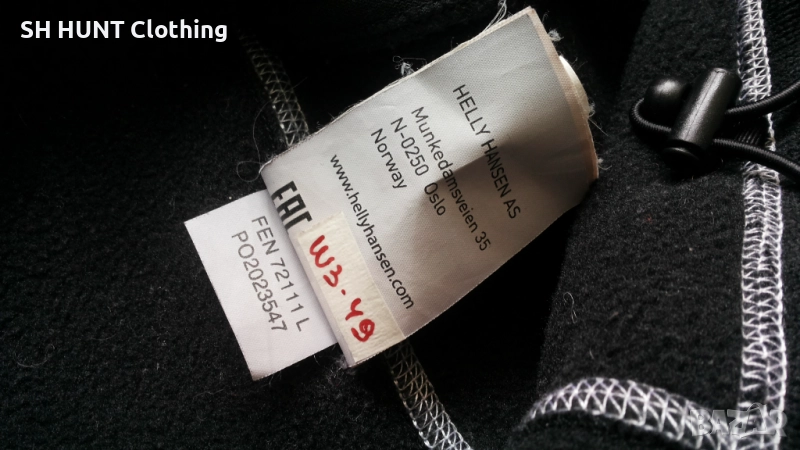 SH HUNT Clothing
HELLY HANSEN AS
Munkedamsveien 35
N-0250 Oslo
Norway
www.hellyhansen.com
EAC
W3-49
FEN 72111 L
PO2023547
BAZAR